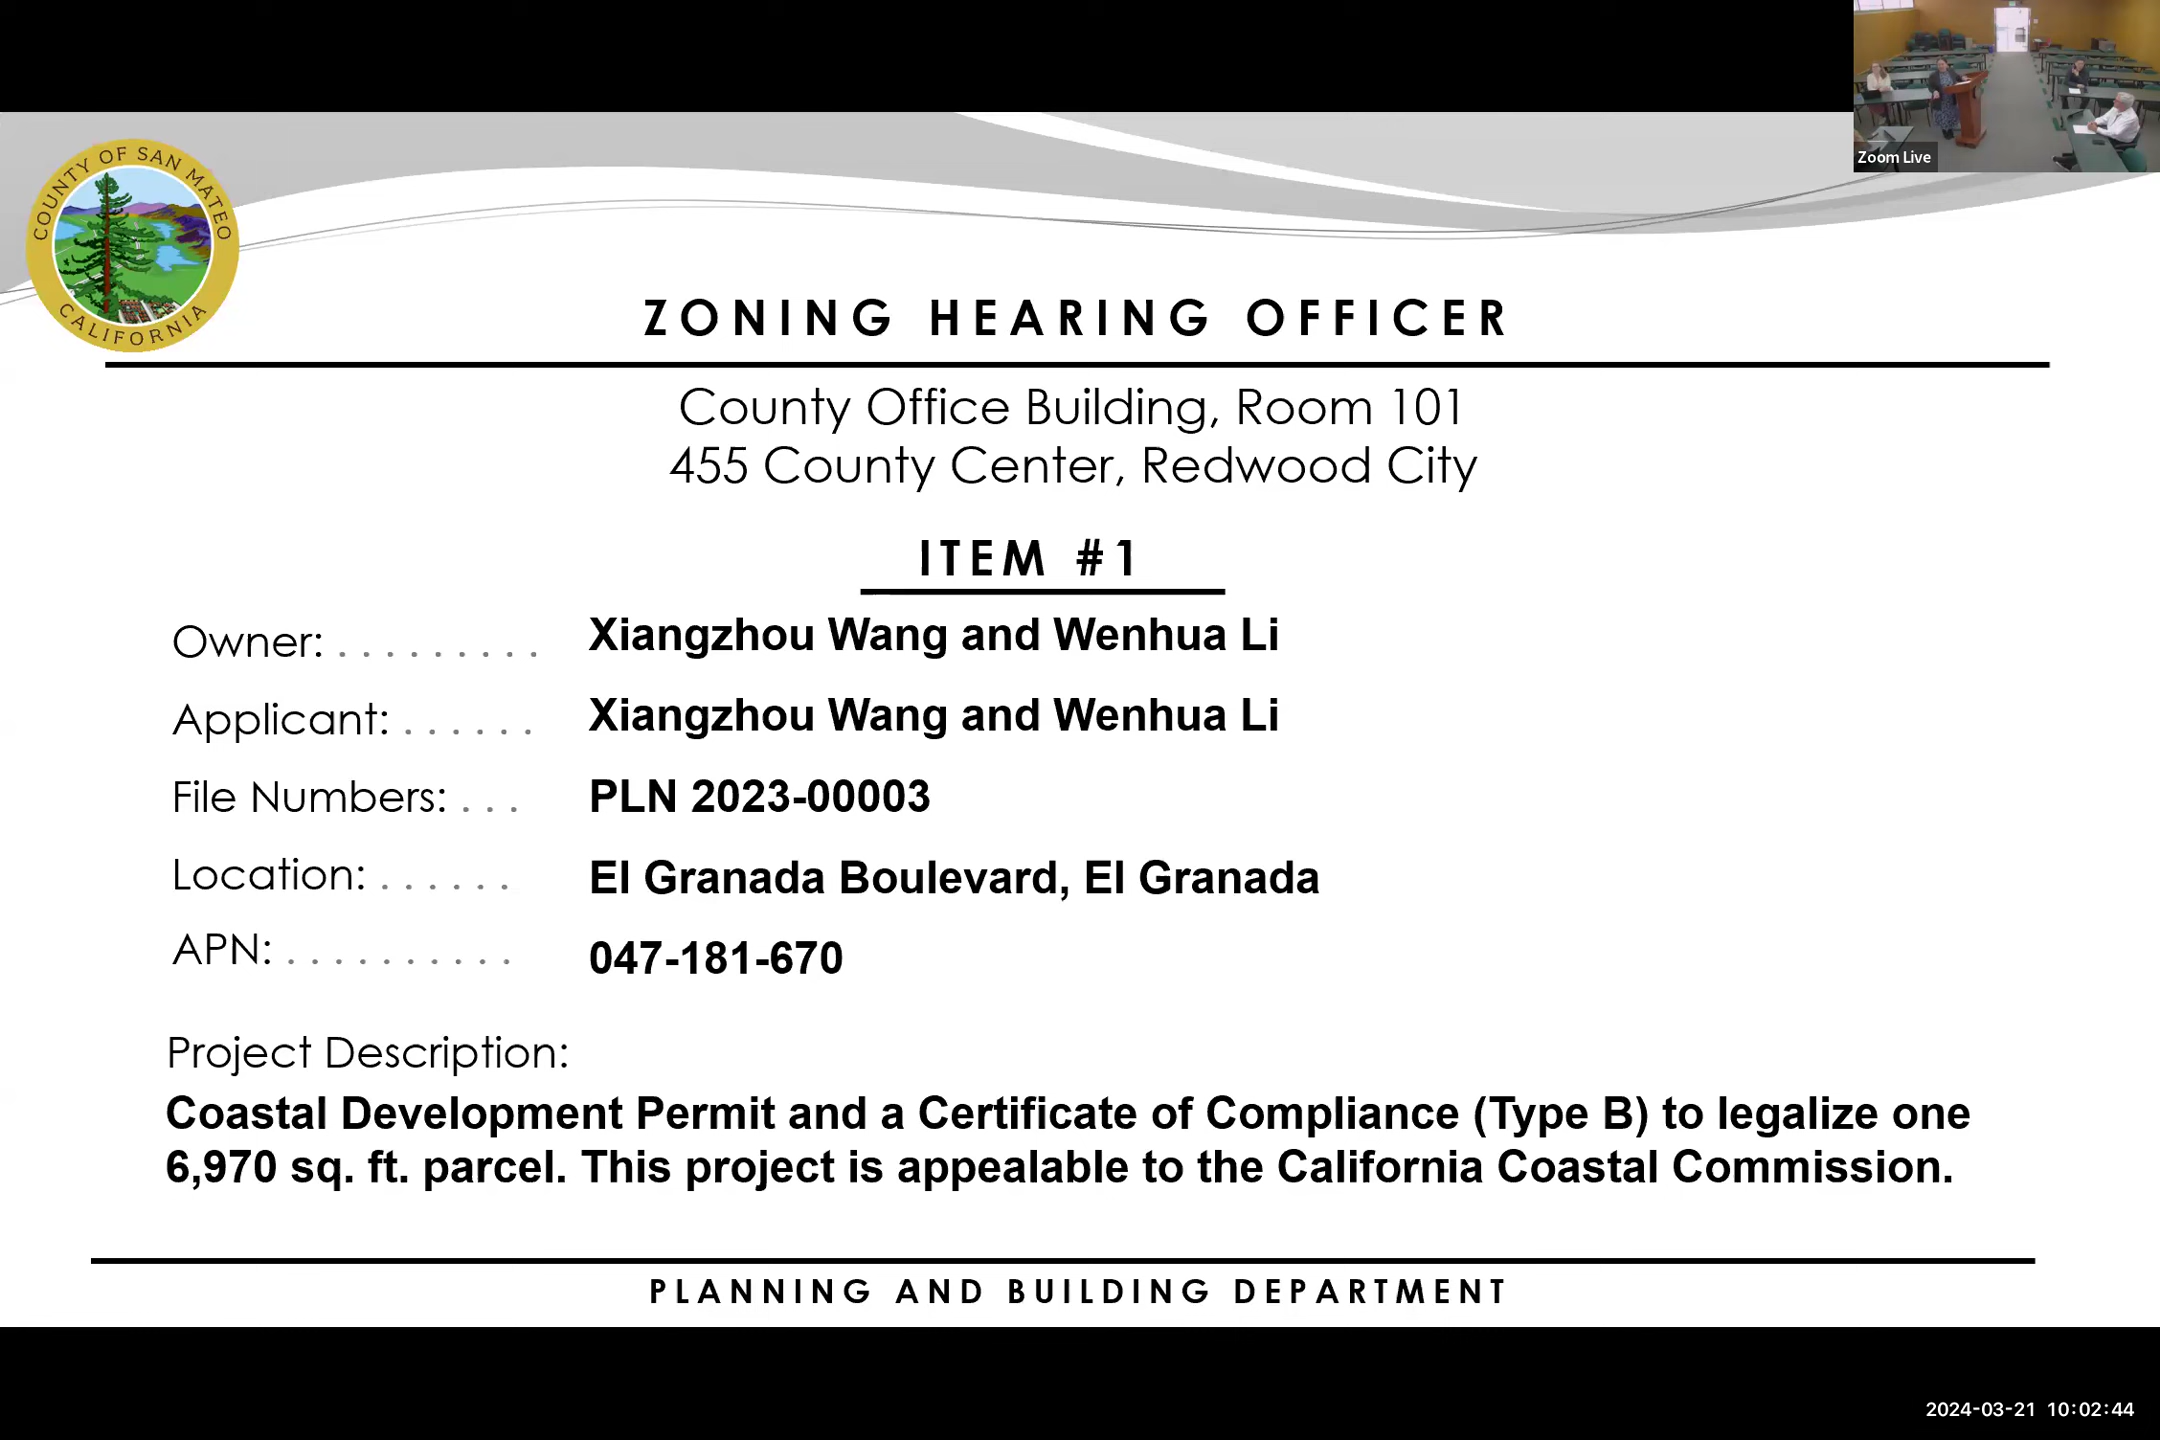 Zoom Live
COUNTY OF SAN MATEO
CALIFORNIA
ZONING HEARING OFFICER
County Office Building, Room 101
455 County Center, Redwood City
ITEM #1
Owner: . . . . . . . . . Xiangzhou Wang and Wenhua Li
Applicant: . . . . . . Xiangzhou Wang and Wenhua Li
File Numbers: . . . PLN 2023-00003
Location: . . . . . . El Granada Boulevard, El Granada
APN: . . . . . . . . . . 047-181-670
Project Description:
Coastal Development Permit and a Certificate of Compliance (Type B) to legalize one
6,970 sq. ft. parcel. This project is appealable to the California Coastal Commission.
PLANNING AND BUILDING DEPARTMENT
2024-03-21 10:02:44